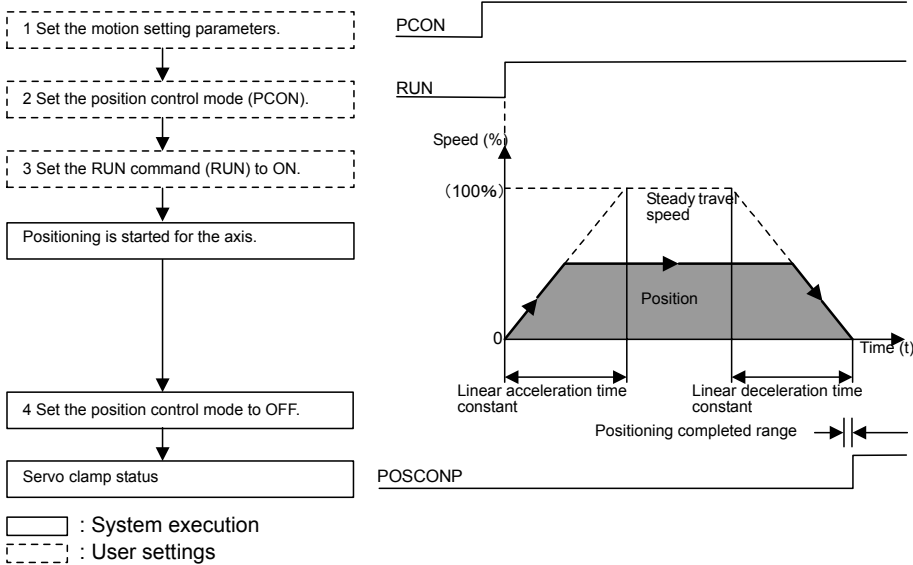 1 Set the motion setting parameters.
2 Set the position control mode (PCON).
3 Set the RUN command (RUN) to ON.
Positioning is started for the axis.
4 Set the position control mode to OFF.
Servo clamp status
: System execution
: User settings
PCON
RUN
Speed (%)
(100%)
Steady travel
speed
Position
0
Time (t)
Linear acceleration time
constant
Linear deceleration time
constant
Positioning completed range
POSCONP